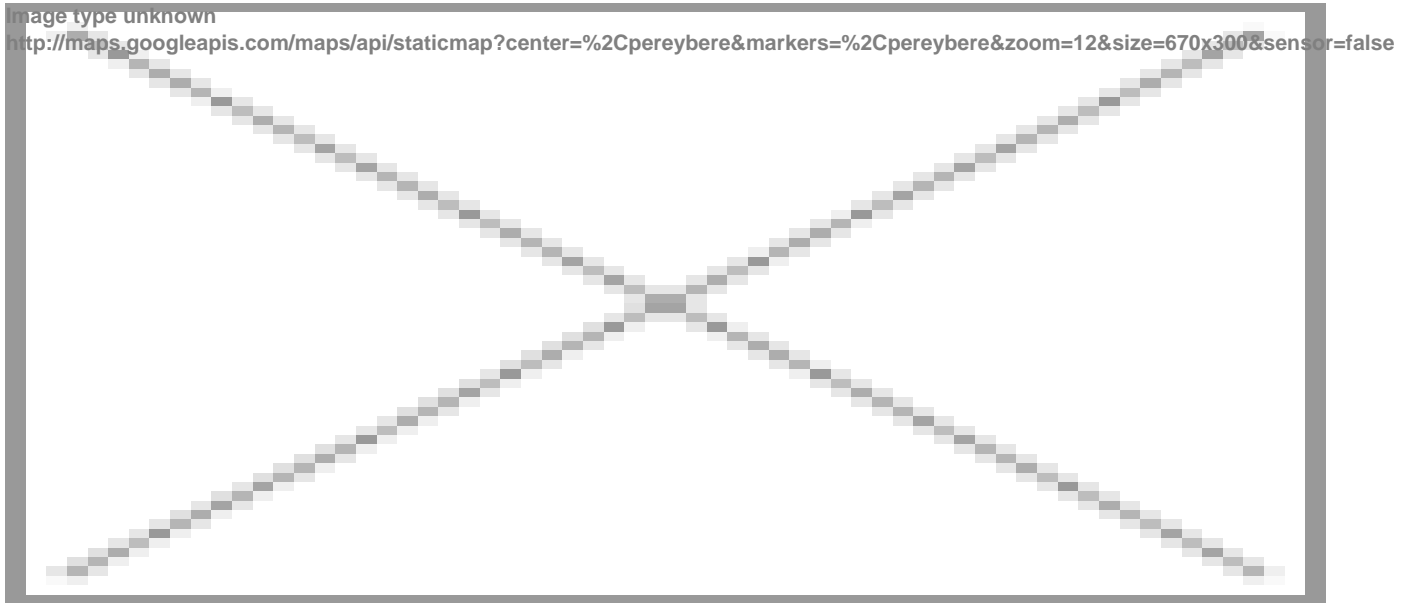 Image type unknown
http://maps.googleapis.com/maps/api/staticmap?center=%2Cpereybere&markers=%2Cpereybere&zoom=12&size=670x300&sensor=false